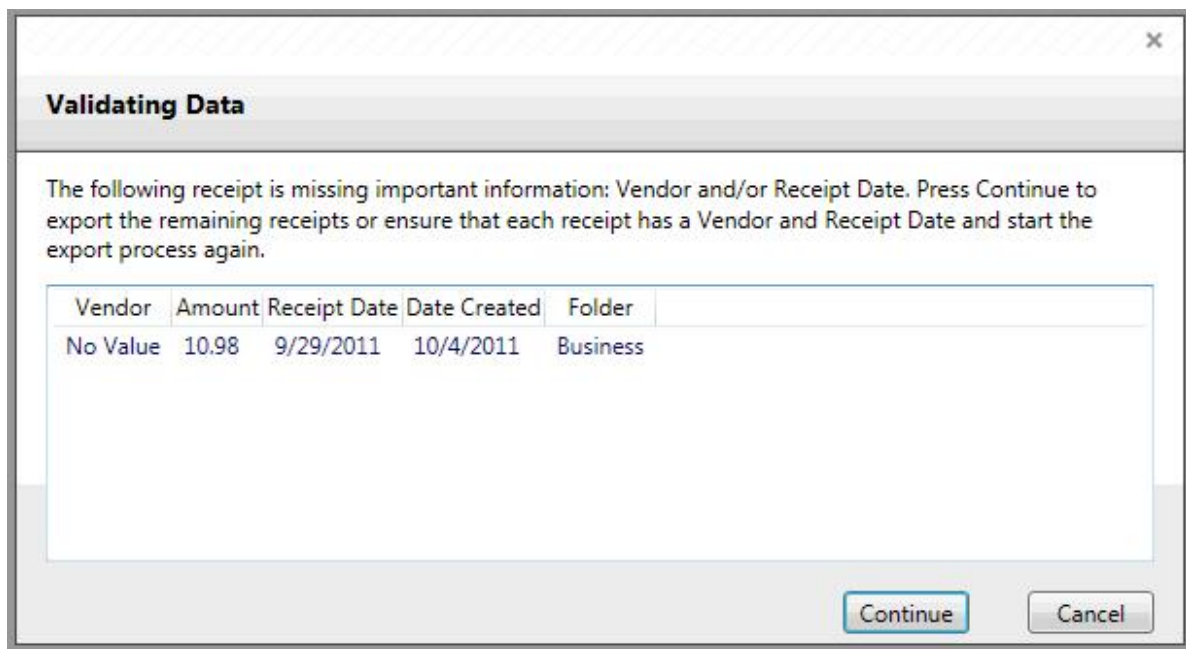 Validating Data
The following receipt is missing important information: Vendor and/or Receipt Date. Press Continue to
export the remaining receipts or ensure that each receipt has a Vendor and Receipt Date and start the
export process again.
Vendor Amount Receipt Date Date Created Folder
No Value 10.98 9/29/2011 10/4/2011 Business
Continue Cancel